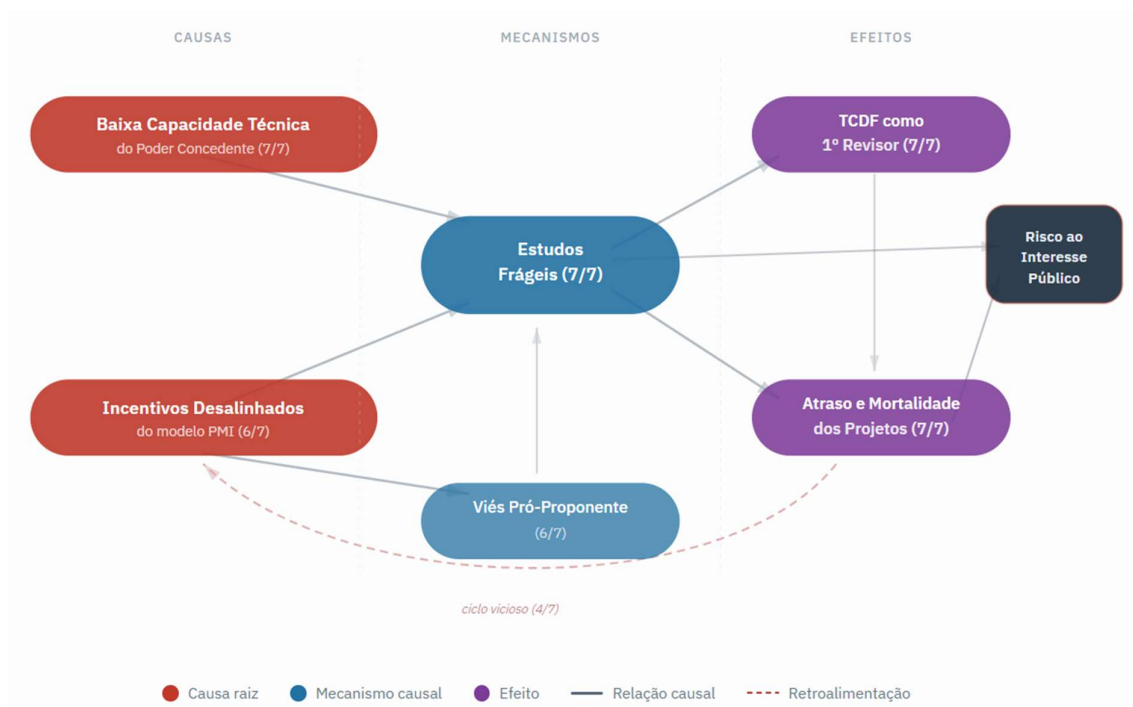 CAUSAS
MECANISMOS
EFEITOS
Baixa Capacidade Técnica
do Poder Concedente (7/7)
TCDF como
1º Revisor (7/7)
Estudos
Frágeis (7/7)
Risco ao
Interesse
Público
Incentivos Desalinhados
do modelo PMI (6/7)
Atraso e Mortalidade
dos Projetos (7/7)
Viés Pró-Proponente
(6/7)
ciclo vicioso (4/7)
Causa raiz
Mecanismo causal
Efeito
Relação causal
Retroalimentação